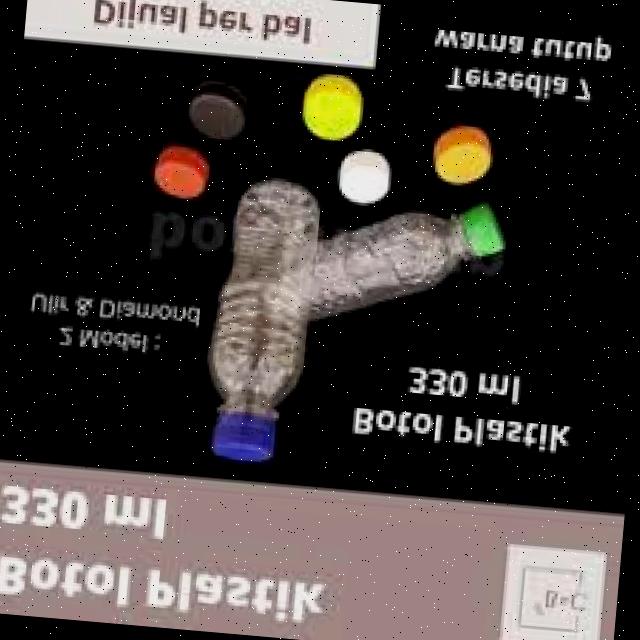 Botol Plastik
330 ml
Botol Plastik
330 ml
2 Model :
Ulir & Diamond
Tersedia 7
warna tutup
Dijual per bal